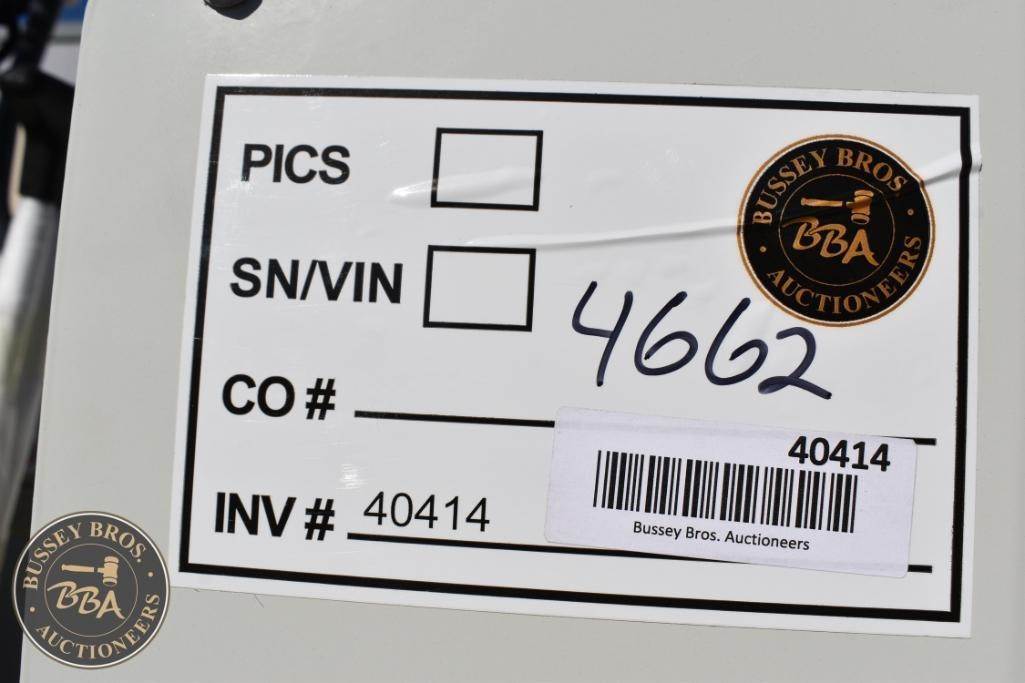 PICS
BUSSEY BROS.
BBA
AUCTIONEERS
SN/VIN
4662
CO #
INV # 40414
40414
Bussey Bros. Auctioneers
BUSSEY BROS.
BBA
AUCTIONEERS